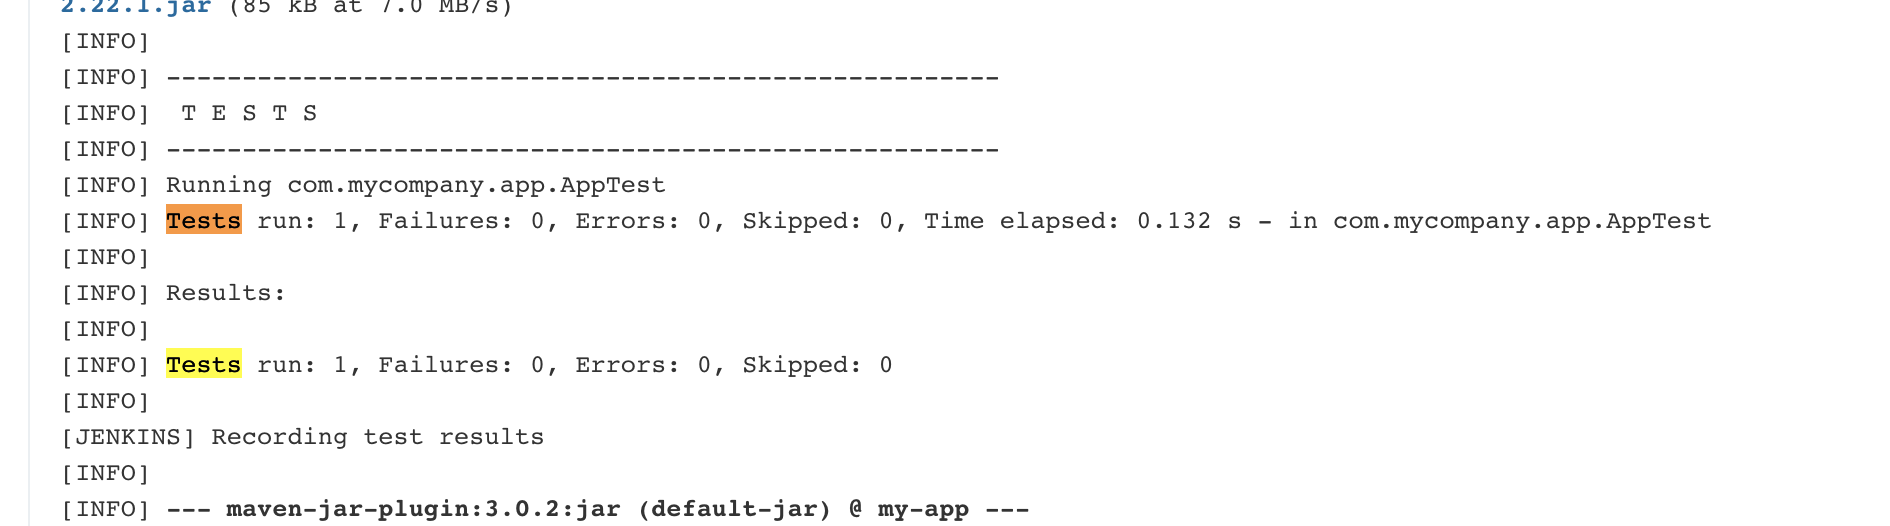 2.22.1.jar (85 kB at 7.0 MB/s)
[INFO]
[INFO] -------------------------------------------------------
[INFO]  T E S T S
[INFO] -------------------------------------------------------
[INFO] Running com.mycompany.app.AppTest
[INFO] Tests run: 1, Failures: 0, Errors: 0, Skipped: 0, Time elapsed: 0.132 s - in com.mycompany.app.AppTest
[INFO]
[INFO] Results:
[INFO]
[INFO] Tests run: 1, Failures: 0, Errors: 0, Skipped: 0
[INFO]
[JENKINS] Recording test results
[INFO]
[INFO] --- maven-jar-plugin:3.0.2:jar (default-jar) @ my-app ---